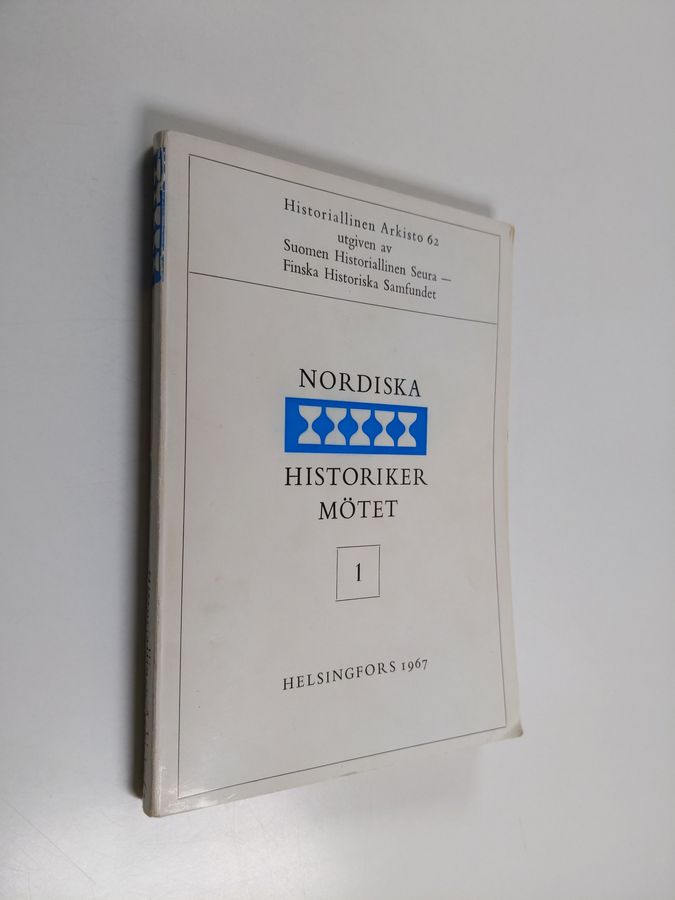 Historiallinen Arkisto 62
utgiven av
Suomen Historiallinen Seura —
Finska Historiska Samfundet
NORDISKA
HISTORIKER
MÖTET
1
HELSINGFORS 1967